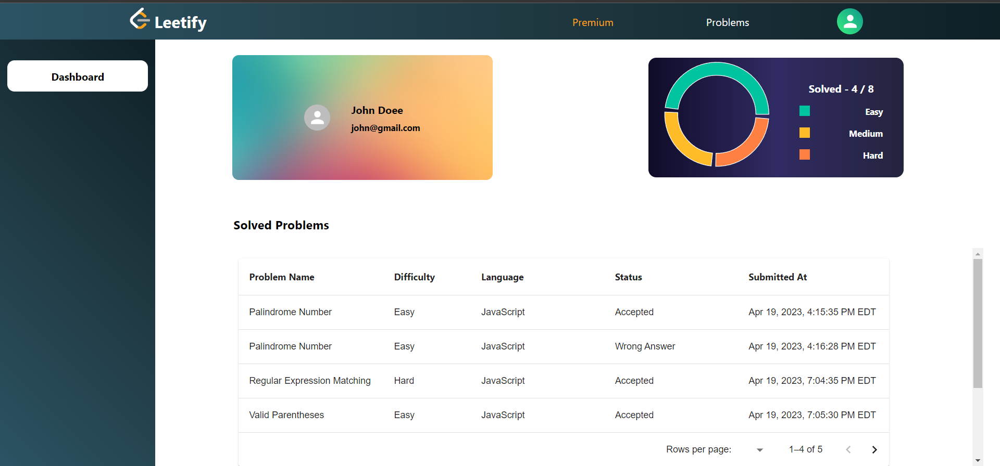 Leetify
Premium
Problems
Dashboard
John Doee
john@gmail.com
Solved - 4 / 8
Easy
Medium
Hard
Solved Problems
Problem Name Difficulty Language Status Submitted At
Palindrome Number Easy JavaScript Accepted Apr 19, 2023, 4:15:35 PM EDT
Palindrome Number Easy JavaScript Wrong Answer Apr 19, 2023, 4:16:28 PM EDT
Regular Expression Matching Hard JavaScript Accepted Apr 19, 2023, 7:04:35 PM EDT
Valid Parentheses Easy JavaScript Accepted Apr 19, 2023, 7:05:30 PM EDT
Rows per page: 1–4 of 5